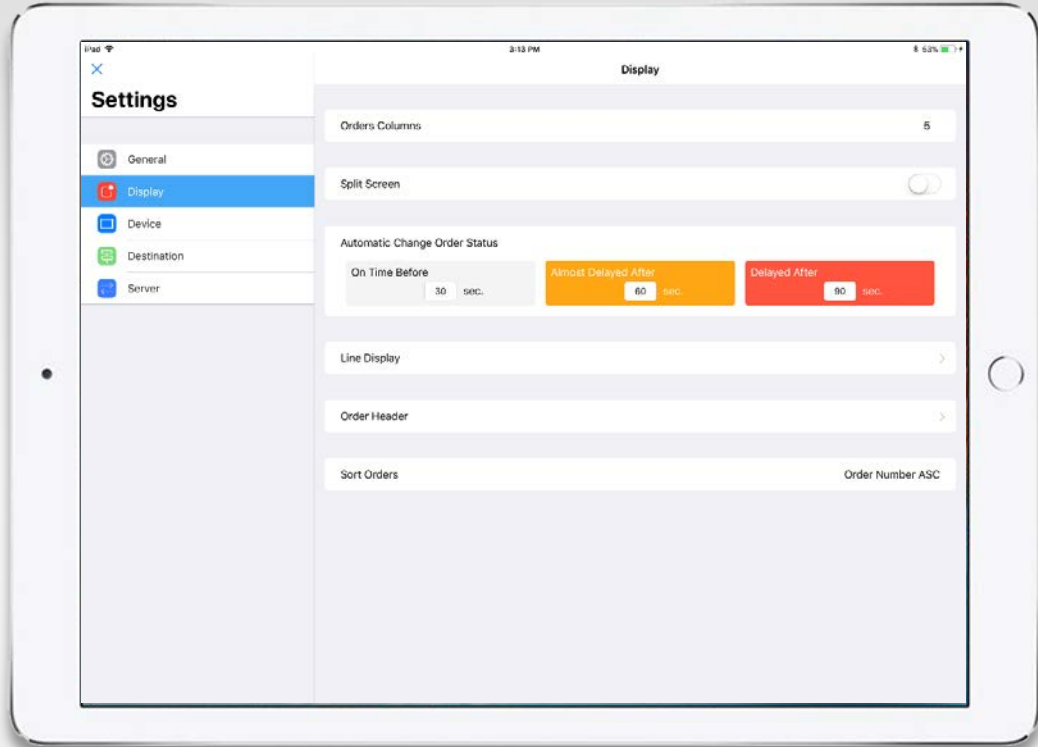 iPad
3:13 PM
63%
Display
Settings
Orders Columns
5
General
Display
Split Screen
Device
Automatic Change Order Status
Destination
On Time Before
Almost Delayed After
Delayed After
Server
30 sec.
60 sec.
90 sec.
Line Display
Order Header
Sort Orders
Order Number ASC